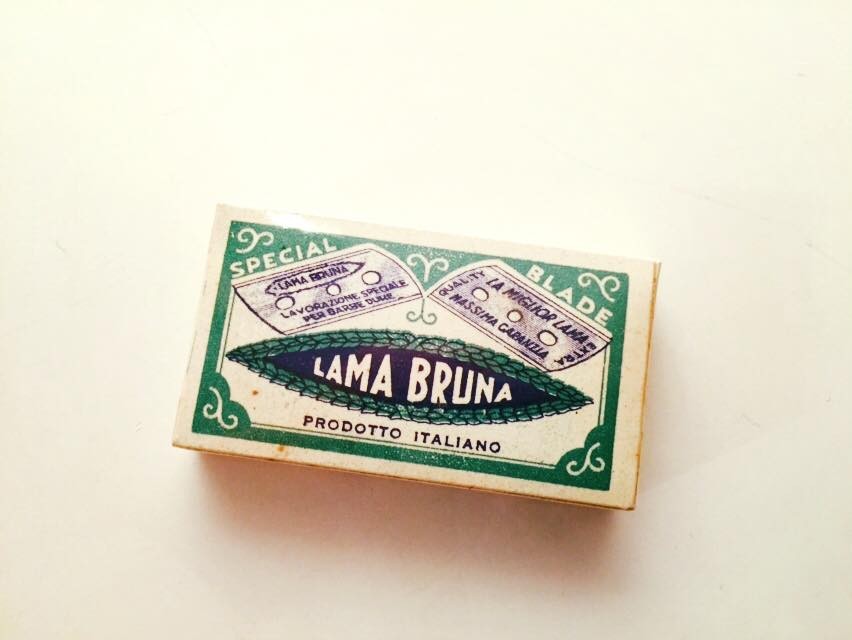 SPECIAL
LAMA BRUNA
LAVORAZIONE SPECIALE
PER BARBE DURE
BLADE
QUALITY
LA MIGLIOR LAMA
MASSIMA GARANZIA
EXTRA
LAMA BRUNA
PRODOTTO ITALIANO